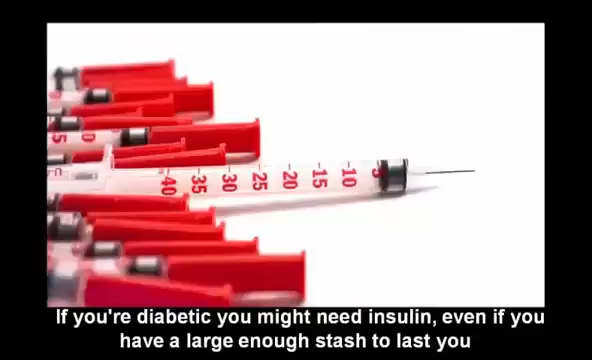 -40 -35 -30 -25 -20 -15 -10
If you're diabetic you might need insulin, even if you
have a large enough stash to last you